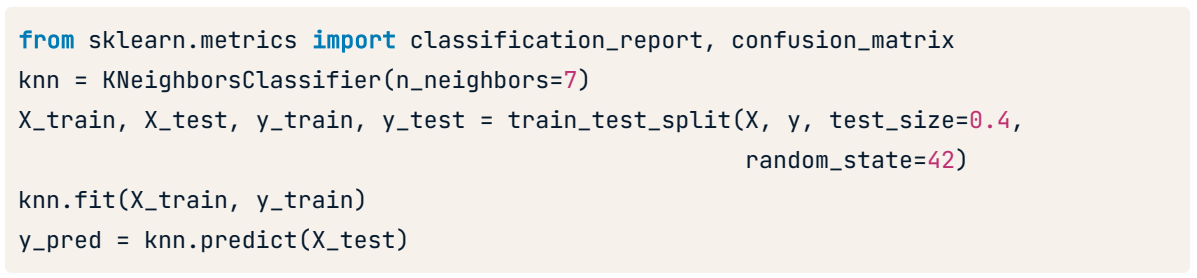 from sklearn.metrics import classification_report, confusion_matrix
knn = KNeighborsClassifier(n_neighbors=7)
X_train, X_test, y_train, y_test = train_test_split(X, y, test_size=0.4,
                                                    random_state=42)
knn.fit(X_train, y_train)
y_pred = knn.predict(X_test)